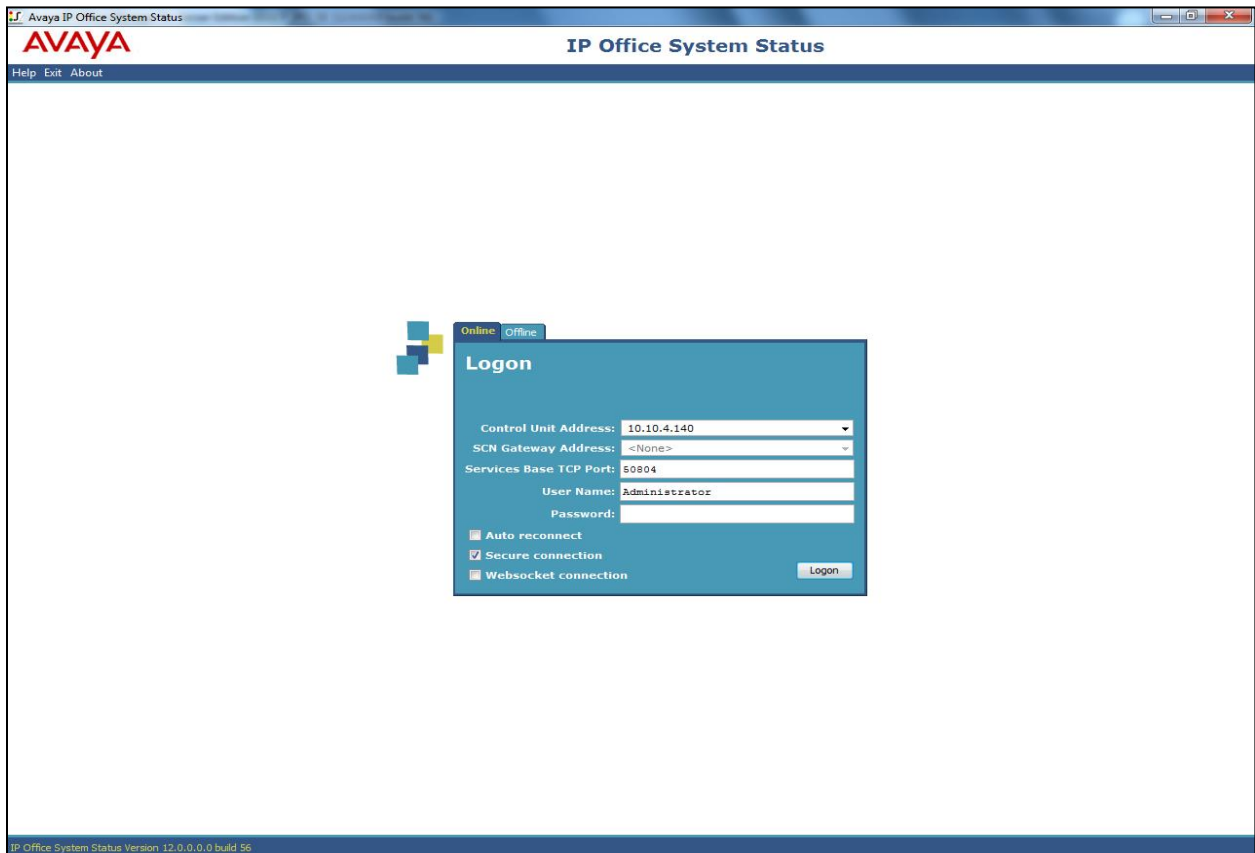 Avaya IP Office System Status
AVAYA
IP Office System Status
Help Exit About
Online Offline
Logon
Control Unit Address: 10.10.4.140
SCN Gateway Address: <None>
Services Base TCP Port: 50804
User Name: Administrator
Password:
Auto reconnect
Secure connection
Websocket connection
Logon
IP Office System Status Version 12.0.0.0.0 build 56